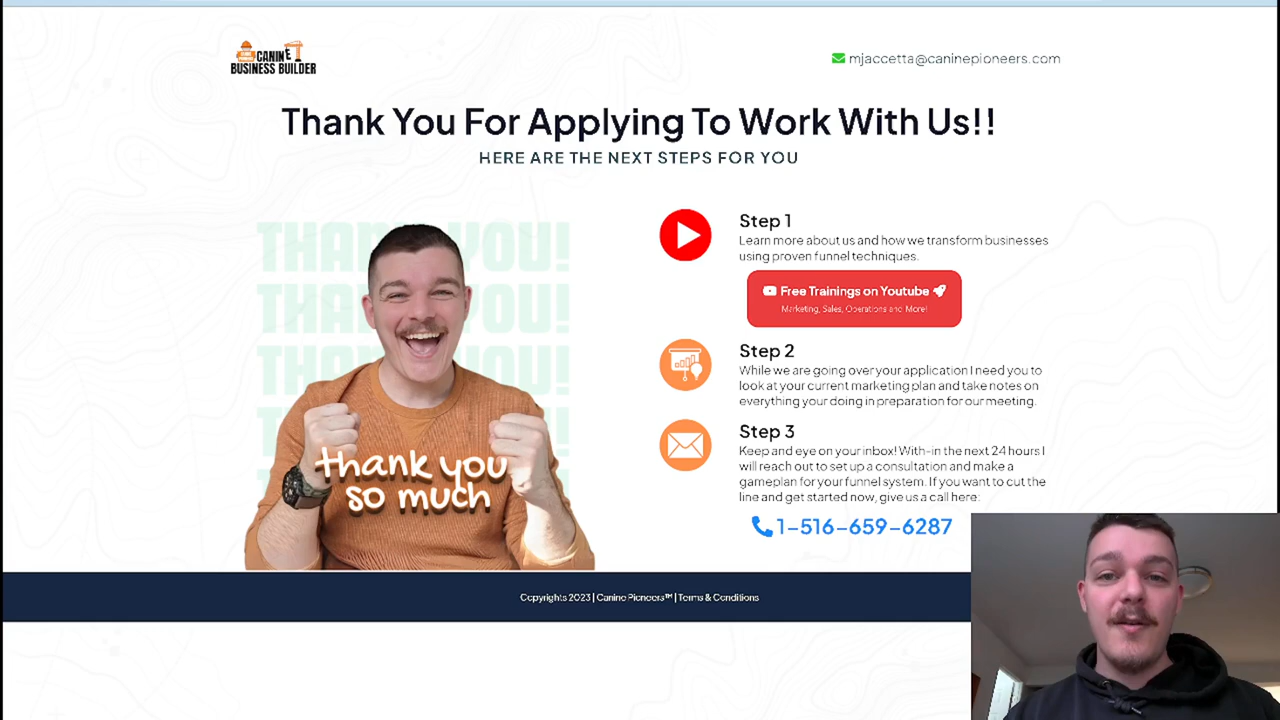 CANINE
BUSINESS BUILDER
mjaccetta@caninepioneers.com
Thank You For Applying To Work With Us!!
HERE ARE THE NEXT STEPS FOR YOU
THANK YOU!
THANK YOU!
THANK YOU!
thank you
so much
Step 1
Learn more about us and how we transform businesses
using proven funnel techniques.
Free Trainings on Youtube
Marketing, Sales, Operations and More!
Step 2
While we are going over your application I need you to
look at your current marketing plan and take notes on
everything your doing in preparation for our meeting.
Step 3
Keep and eye on your inbox! With-in the next 24 hours I
will reach out to set up a consultation and make a
gameplan for your funnel system. If you want to cut the
line and get started now, give us a call here:
1-516-659-6287
Copyrights 2023 | Canine Pioneers™ | Terms & Conditions